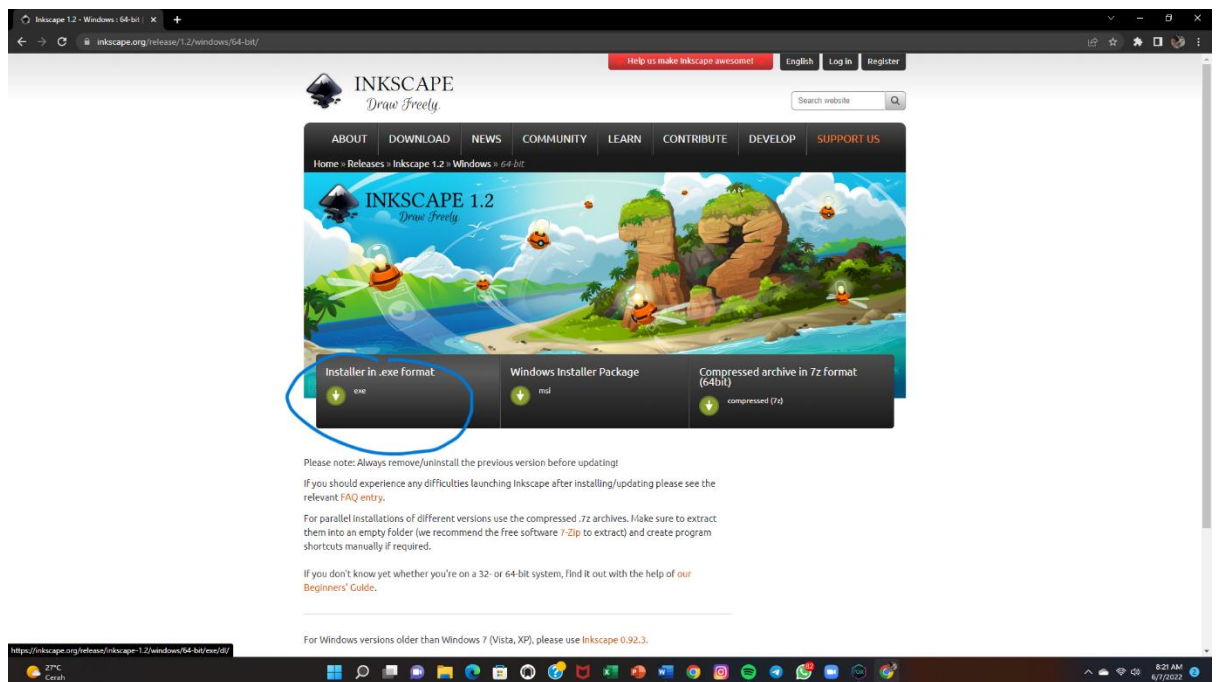 Inkscape 1.2 - Windows : 64-bit |
inkscape.org/release/1.2/windows/64-bit/
Help us make Inkscape awesome!
English
Log in
Register
INKSCAPE
Draw Freely.
Search website
ABOUT DOWNLOAD NEWS COMMUNITY LEARN CONTRIBUTE DEVELOP SUPPORT US
Home » Releases » Inkscape 1.2 » Windows » 64-bit
INKSCAPE 1.2
Draw Freely.
1.2
Installer in .exe format
exe
Windows Installer Package
msi
Compressed archive in 7z format
(64bit)
compressed (7z)
Please note: Always remove/uninstall the previous version before updating!
If you should experience any difficulties launching Inkscape after installing/updating please see the
relevant FAQ entry.
For parallel installations of different versions use the compressed .7z archives. Make sure to extract
them into an empty folder (we recommend the free software 7-Zip to extract) and create program
shortcuts manually if required.
If you don't know yet whether you're on a 32- or 64-bit system, find it out with the help of our
Beginners' Guide.
For Windows versions older than Windows 7 (Vista, XP), please use Inkscape 0.92.3.
https://inkscape.org/release/inkscape-1.2/windows/64-bit/exe/dl/
27°C
Cerah
8:21 AM
6/7/2022